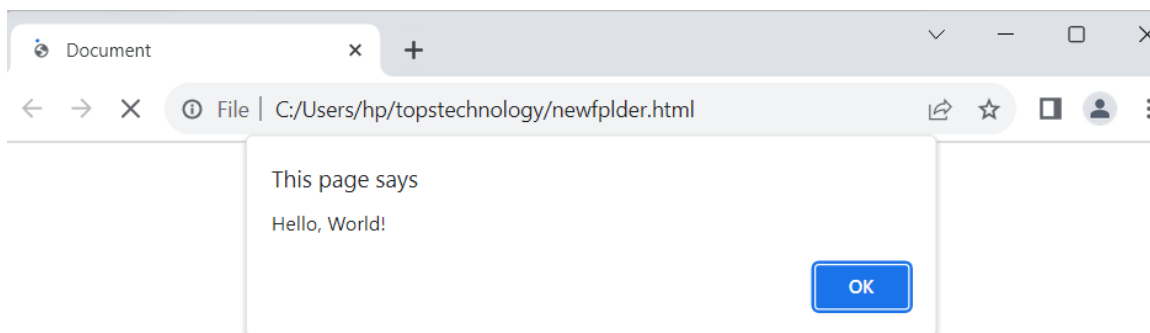 Document
File C:/Users/hp/topstechnology/newfplder.html
This page says
Hello, World!
OK